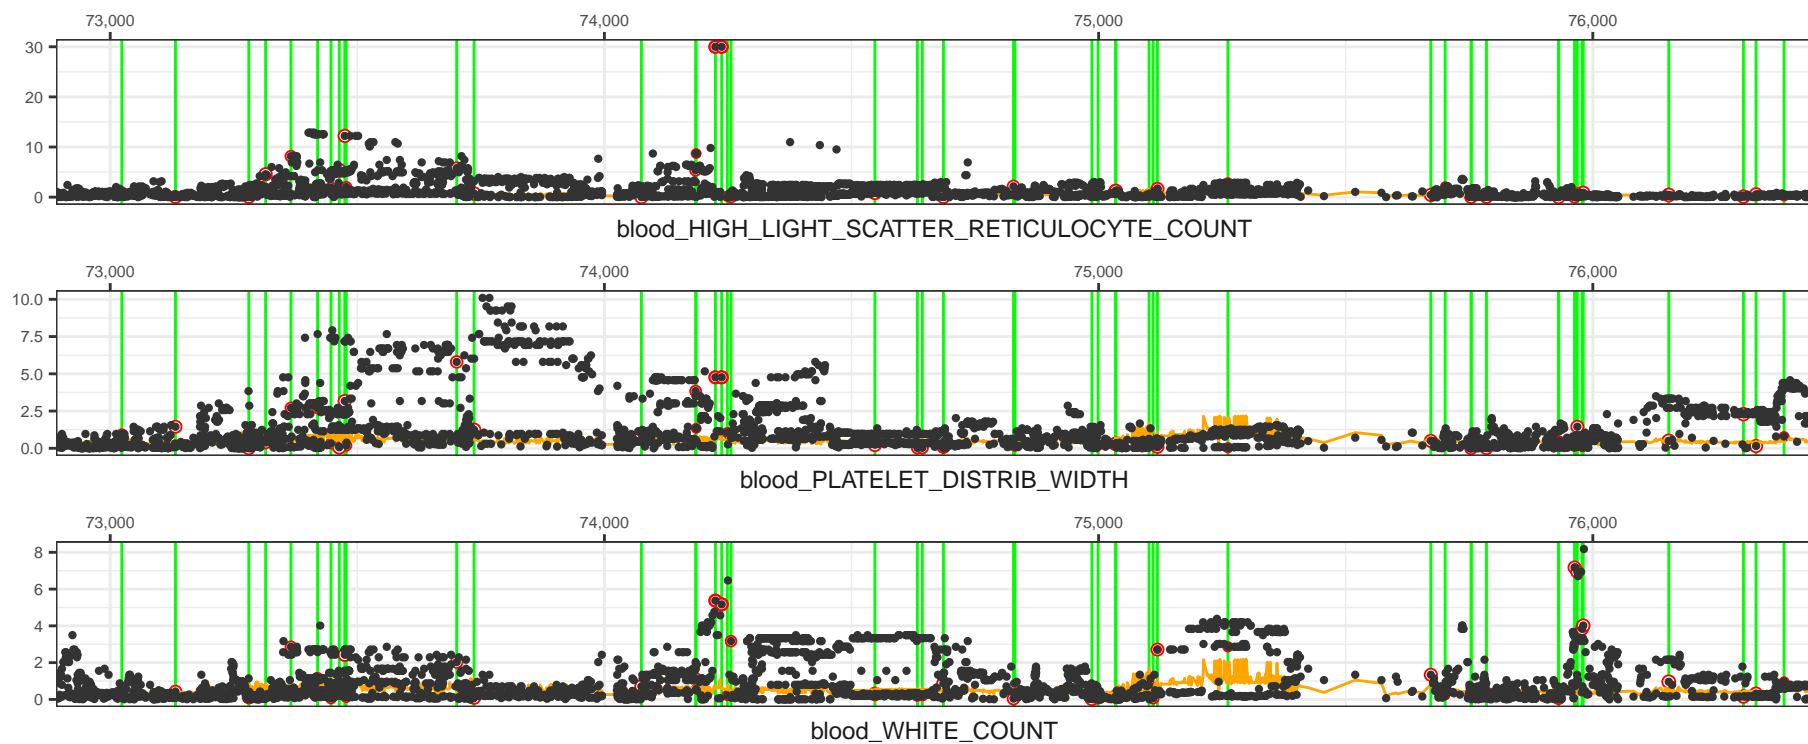 73,000 74,000 75,000 76,000
30
20
10
0
blood_HIGH_LIGHT_SCATTER_RETICULOCYTE_COUNT
73,000 74,000 75,000 76,000
10.0
7.5
5.0
2.5
0.0
blood_PLATELET_DISTRIB_WIDTH
73,000 74,000 75,000 76,000
8
6
4
2
0
blood_WHITE_COUNT